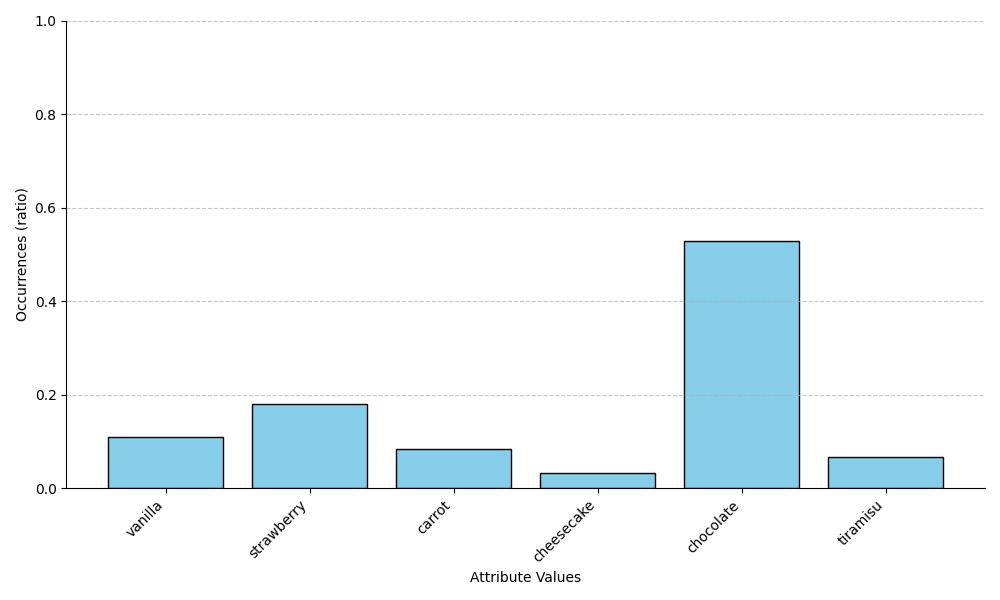 1.0
0.8
0.6
0.4
0.2
0.0
Occurrences (ratio)
vanilla
strawberry
carrot
cheesecake
chocolate
tiramisu
Attribute Values